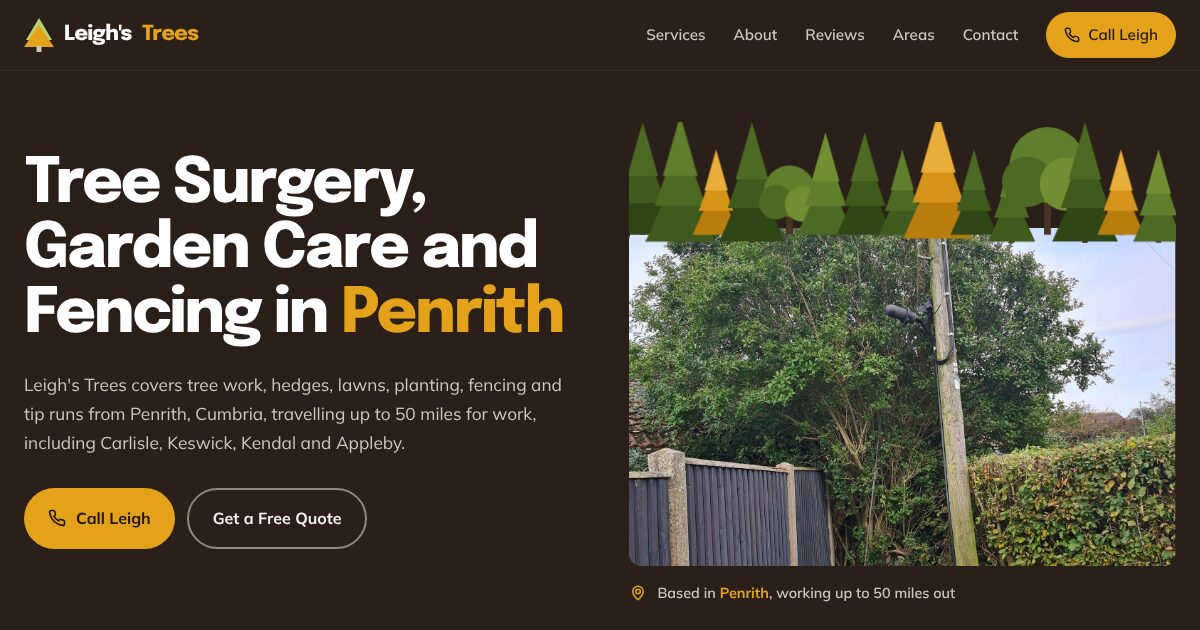 Leigh's Trees
Services
About
Reviews
Areas
Contact
Call Leigh
Tree Surgery,
Garden Care and
Fencing in Penrith
Leigh's Trees covers tree work, hedges, lawns, planting, fencing and
tip runs from Penrith, Cumbria, travelling up to 50 miles for work,
including Carlisle, Keswick, Kendal and Appleby.
Call Leigh
Get a Free Quote
Based in Penrith, working up to 50 miles out